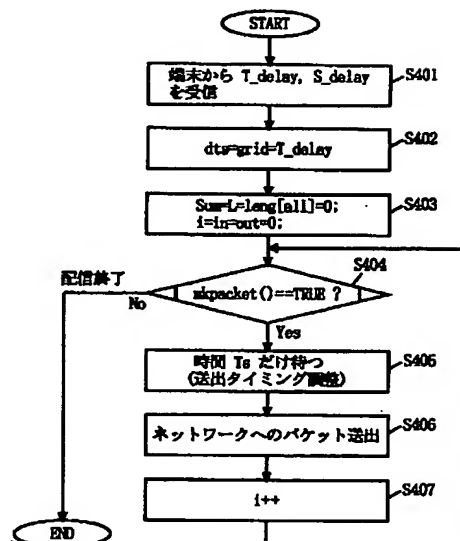 START
端末から T_delay, S_delay
を受信
S401
dts=grid=T_delay
S402
Sum=L=leng[all]=0;
i=in=out=0;
S403
S404
配信終了
No
mkpacket()==TRUE ?
Yes
時間 Ts だけ待つ
(送出タイミング調整)
S405
ネットワークへのパケット送出
S406
i++
S407
END